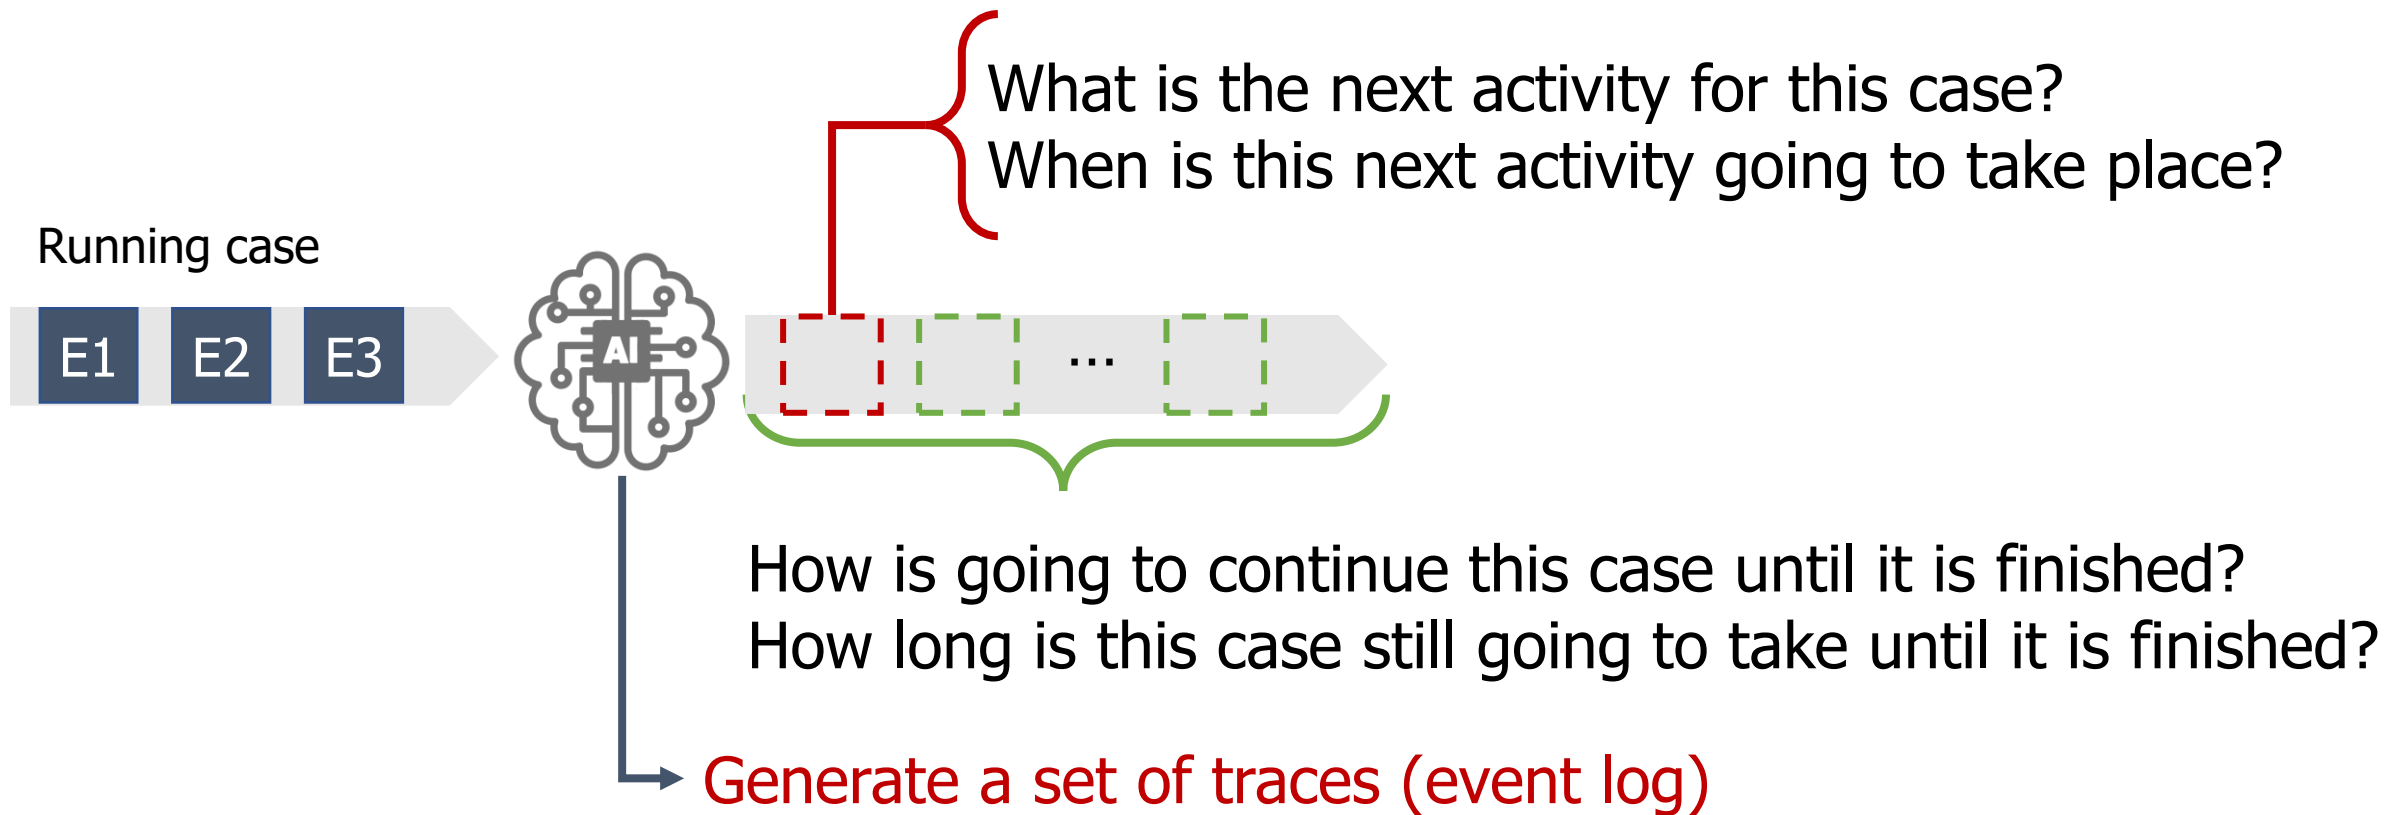 What is the next activity for this case?
When is this next activity going to take place?
Running case
E1 E2 E3
AI
...
How is going to continue this case until it is finished?
How long is this case still going to take until it is finished?
Generate a set of traces (event log)